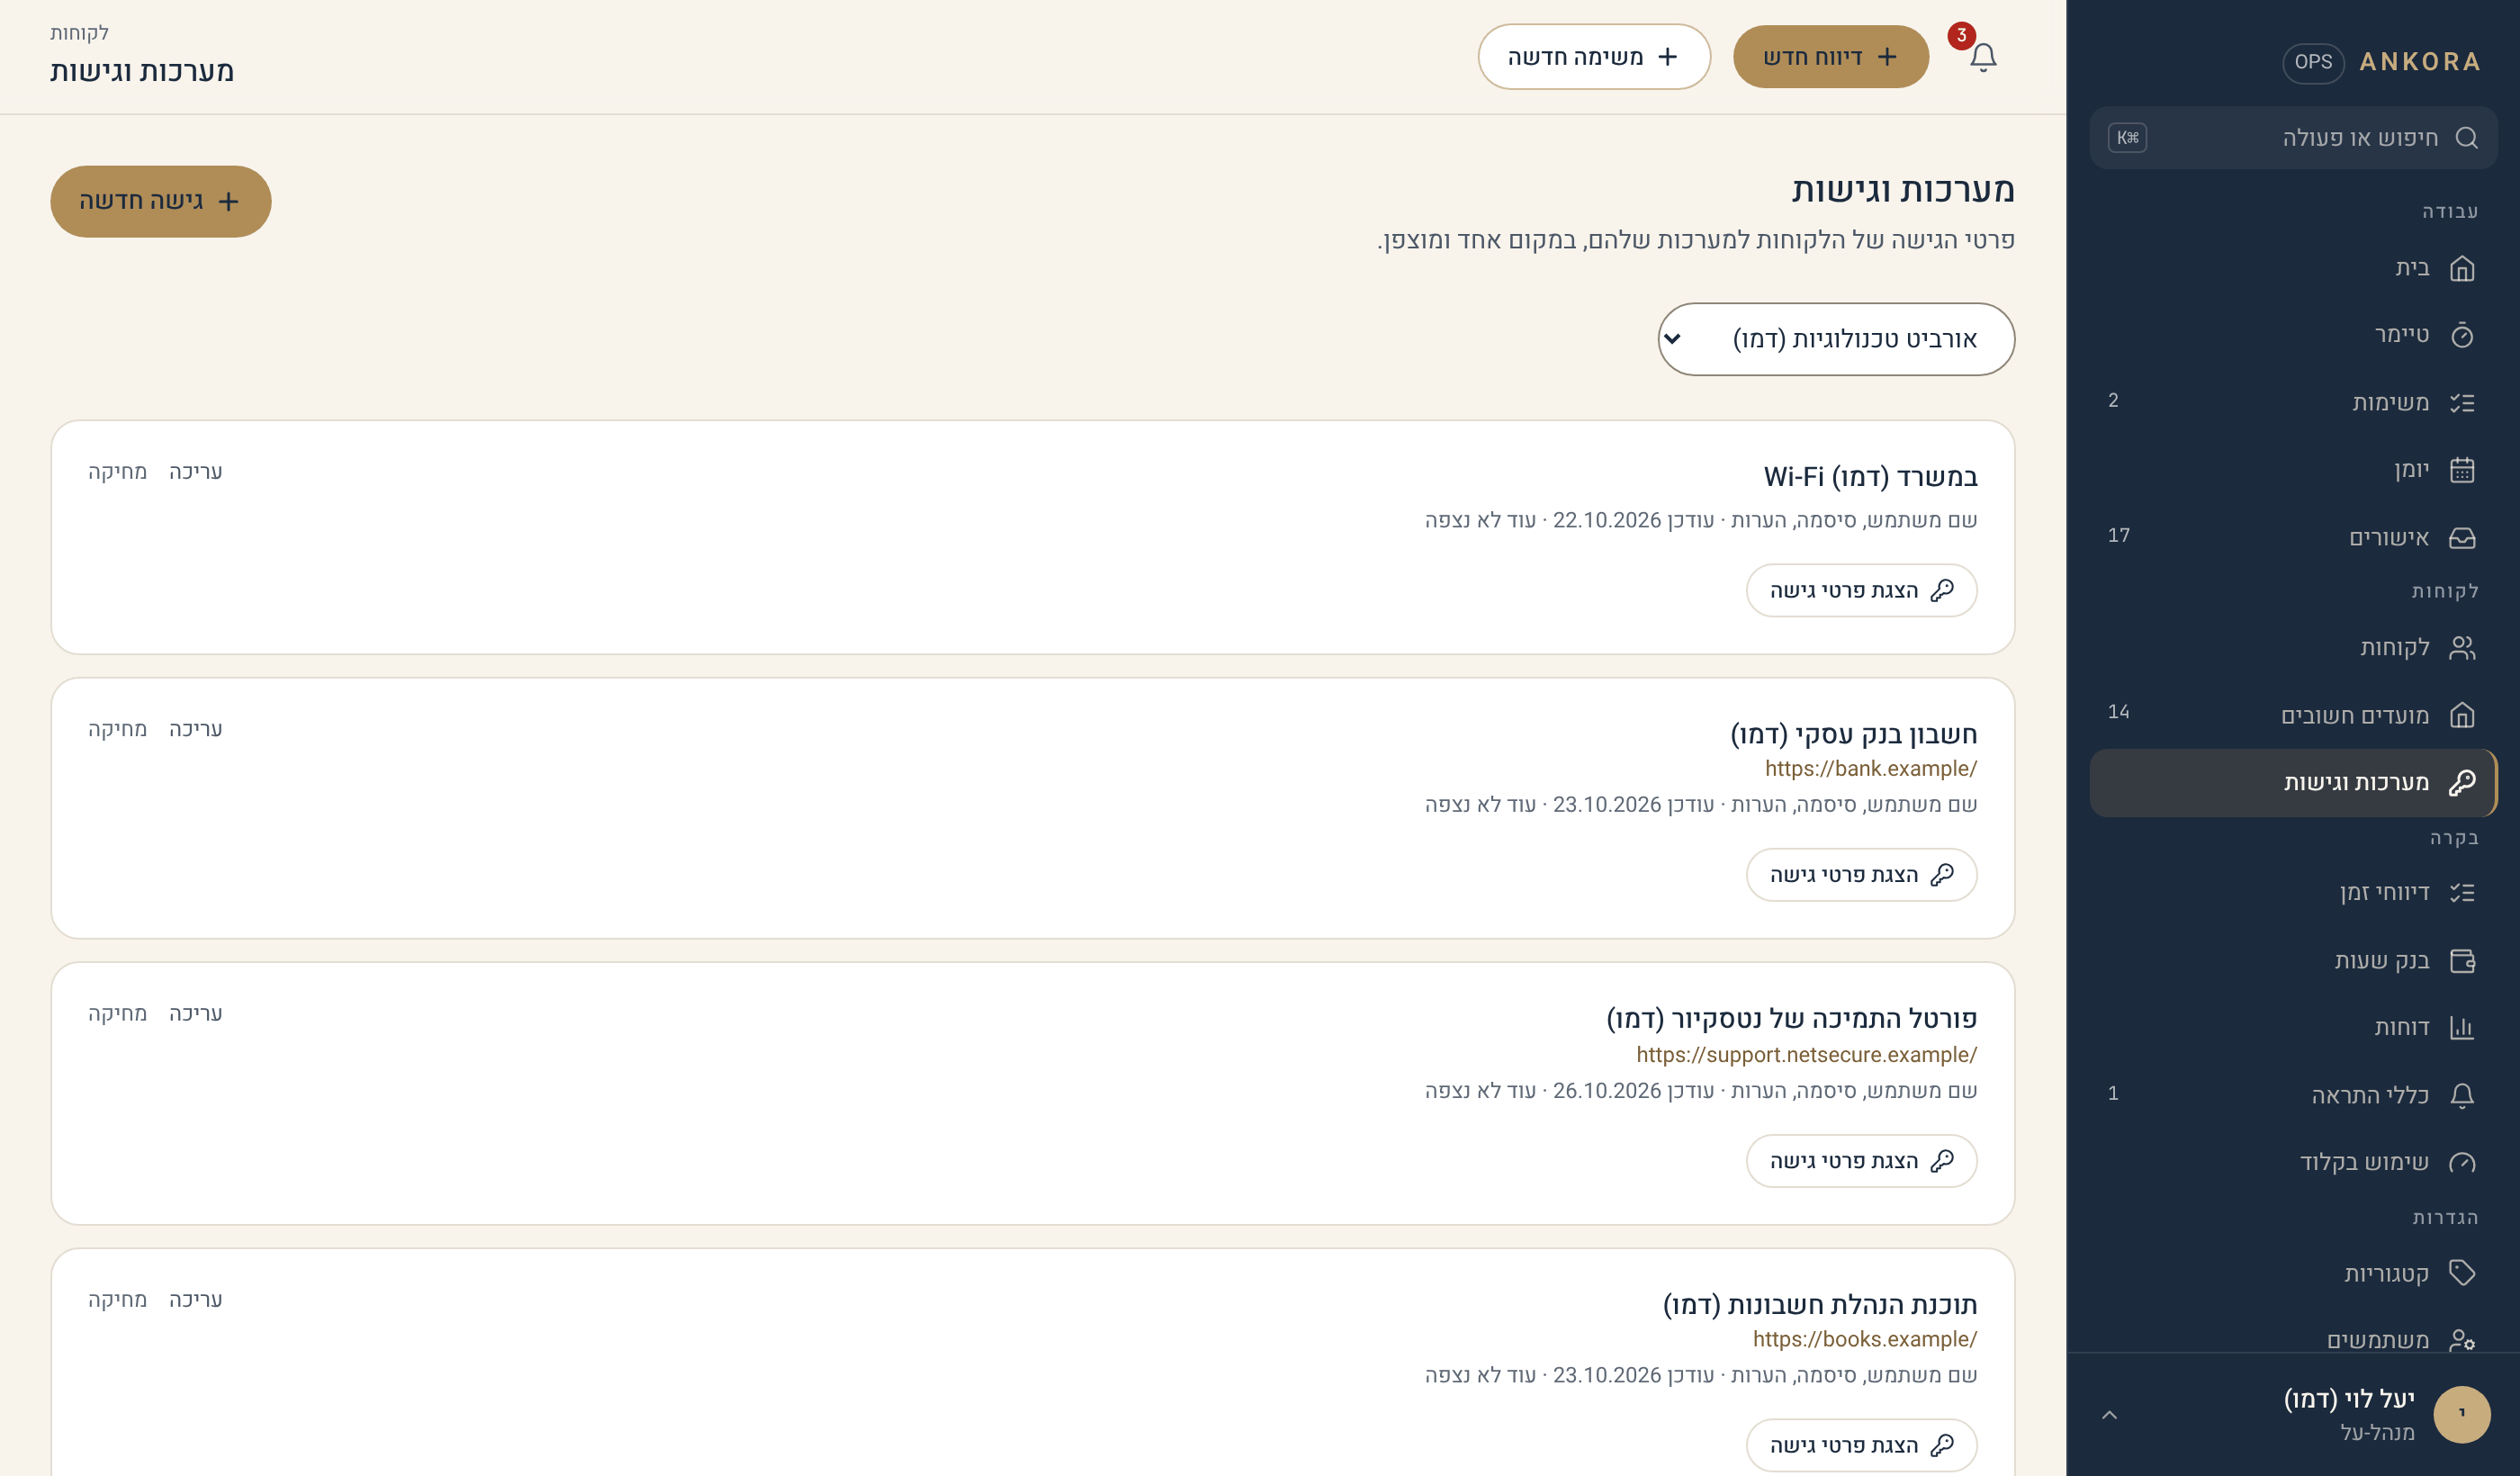 ANKORA OPS
חיפוש או פעולה
⌘K
עבודה
בית
טיימר
משימות 2
יומן
אישורים 17
לקוחות
לקוחות
מועדים חשובים 14
מערכות וגישות
בקרה
דיווחי זמן
בנק שעות
דוחות
כללי התראה 1
שימוש בקלוד
הגדרות
קטגוריות
משתמשים
י
יעל לוי (דמו)
מנהל-על
3
דיווח חדש
משימה חדשה
לקוחות
מערכות וגישות
מערכות וגישות
פרטי הגישה של הלקוחות למערכות שלהם, במקום אחד ומוצפן.
גישה חדשה
אורביט טכנולוגיות (דמו)
במשרד (דמו) Wi-Fi
שם משתמש, סיסמה, הערות · עודכן 22.10.2026 · עוד לא נצפה
הצגת פרטי גישה
עריכה מחיקה
חשבון בנק עסקי (דמו)
https://bank.example/
שם משתמש, סיסמה, הערות · עודכן 23.10.2026 · עוד לא נצפה
הצגת פרטי גישה
עריכה מחיקה
פורטל התמיכה של נטסקיור (דמו)
https://support.netsecure.example/
שם משתמש, סיסמה, הערות · עודכן 26.10.2026 · עוד לא נצפה
הצגת פרטי גישה
עריכה מחיקה
תוכנת הנהלת חשבונות (דמו)
https://books.example/
שם משתמש, סיסמה, הערות · עודכן 23.10.2026 · עוד לא נצפה
הצגת פרטי גישה
עריכה מחיקה